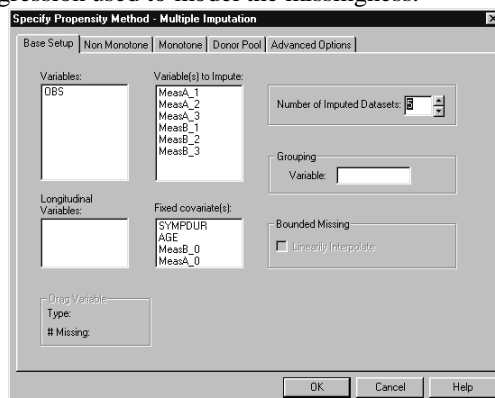 gression used to model the missingness.
Specify Propensity Method - Multiple Imputation
Base Setup Non Monotone Monotone Donor Pool Advanced Options
Variables:
OBS
Variable(s) to Impute:
MeasA_1
MeasA_2
MeasA_3
MeasB_1
MeasB_2
MeasB_3
Number of Imputed Datasets: 5
Grouping
Variable:
Longitudinal
Variables:
Fixed covariate(s):
SYMPDUR
AGE
MeasB_0
MeasA_0
Bounded Missing
Linearily Interpolate
Drag Variable
Type:
# Missing:
OK Cancel Help